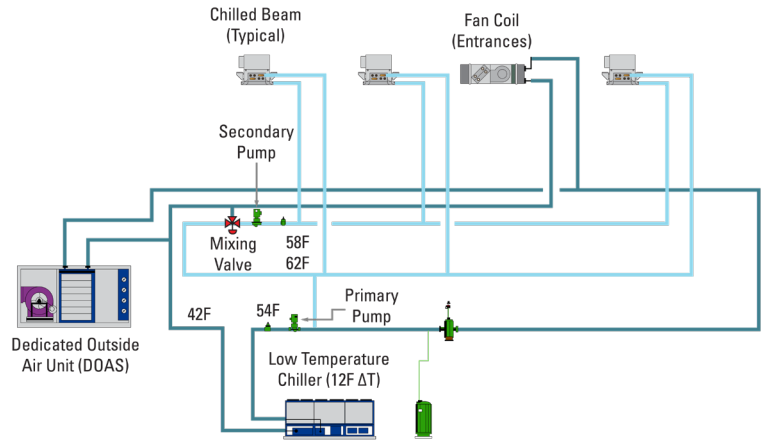 Chilled Beam
(Typical)
Fan Coil
(Entrances)
Secondary
Pump
Mixing
Valve
58F
62F
42F
54F
Primary
Pump
Dedicated Outside
Air Unit (DOAS)
Low Temperature
Chiller (12F ΔT)